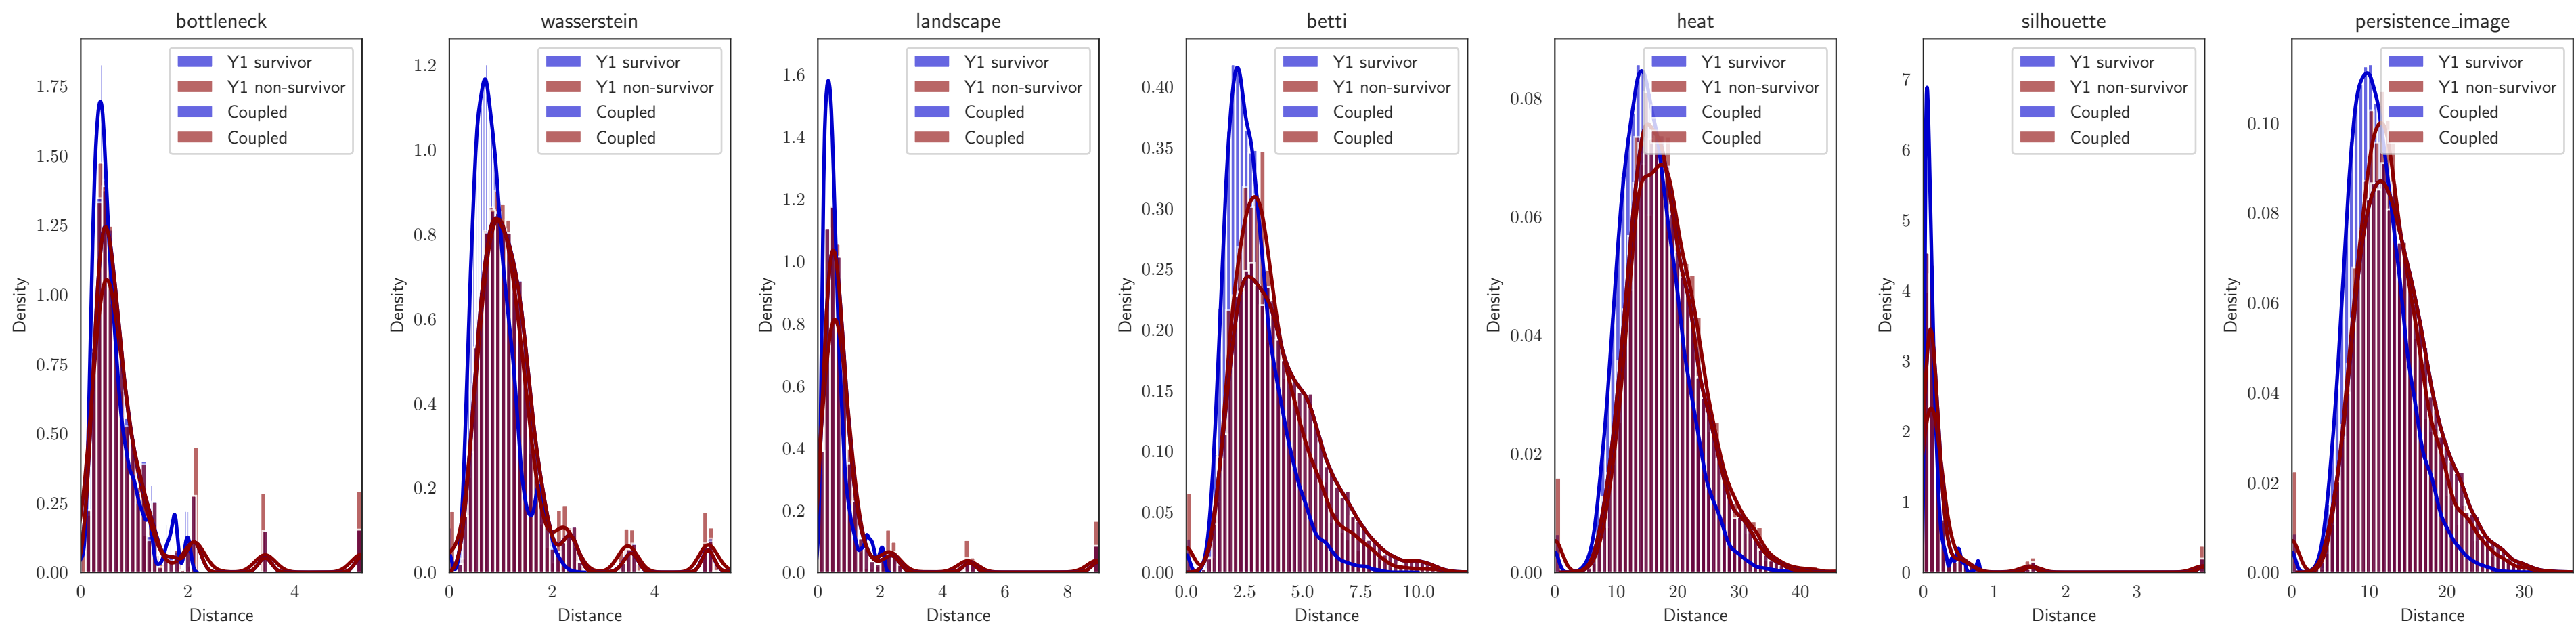 bottleneck
Y1 survivor
Y1 non-survivor
Coupled
Coupled
Density
1.75
1.50
1.25
1.00
0.75
0.50
0.25
0.00
0 2 4
Distance
wasserstein
Y1 survivor
Y1 non-survivor
Coupled
Coupled
Density
1.2
1.0
0.8
0.6
0.4
0.2
0.0
0 2 4
Distance
landscape
Y1 survivor
Y1 non-survivor
Coupled
Coupled
Density
1.6
1.4
1.2
1.0
0.8
0.6
0.4
0.2
0.0
0 2 4 6 8
Distance
betti
Y1 survivor
Y1 non-survivor
Coupled
Coupled
Density
0.40
0.35
0.30
0.25
0.20
0.15
0.10
0.05
0.00
0.0 2.5 5.0 7.5 10.0
Distance
heat
Y1 survivor
Y1 non-survivor
Coupled
Coupled
Density
0.08
0.06
0.04
0.02
0.00
0 10 20 30 40
Distance
silhouette
Y1 survivor
Y1 non-survivor
Coupled
Coupled
Density
7
6
5
4
3
2
1
0
0 1 2 3
Distance
persistence_image
Y1 survivor
Y1 non-survivor
Coupled
Coupled
Density
0.10
0.08
0.06
0.04
0.02
0.00
0 10 20 30
Distance